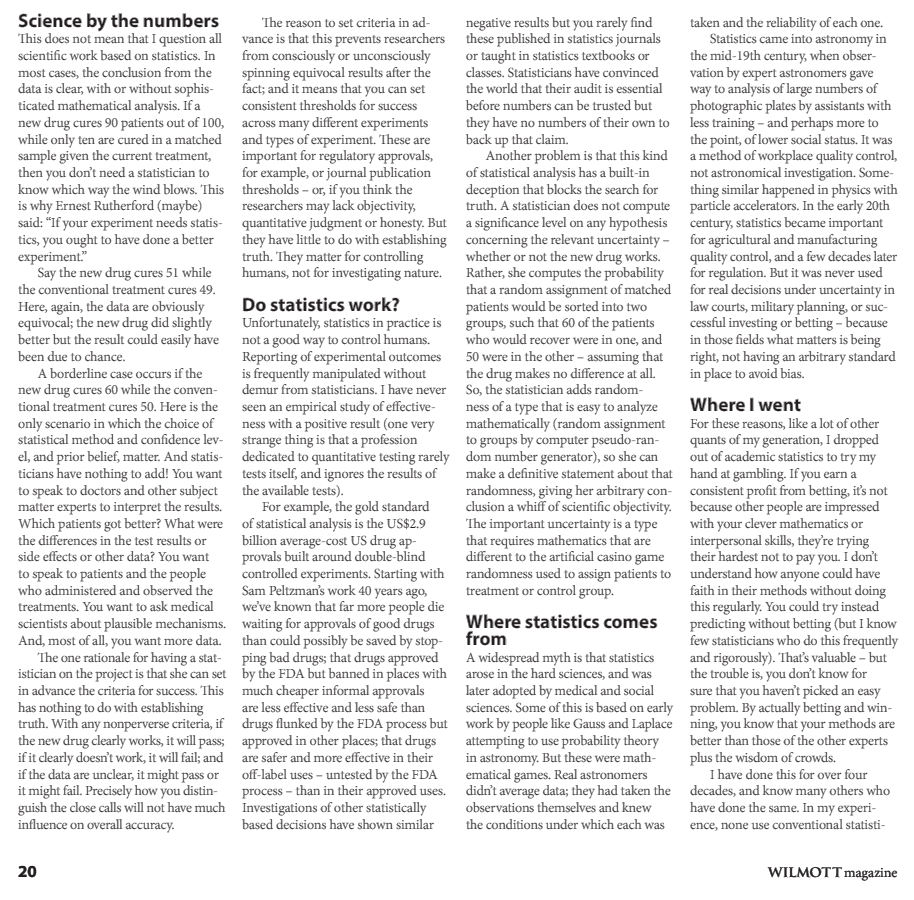 Science by the numbers
This does not mean that I question all
scientific work based on statistics. In
most cases, the conclusion from the
data is clear, with or without sophis-
ticated mathematical analysis. If a
new drug cures 90 patients out of 100,
while only ten are cured in a matched
sample given the current treatment,
then you don't need a statistician to
know which way the wind blows. This
is why Ernest Rutherford (maybe)
said: “If your experiment needs statis-
tics, you ought to have done a better
experiment.”
Say the new drug cures 51 while
the conventional treatment cures 49.
Here, again, the data are obviously
equivocal; the new drug did slightly
better but the result could easily have
been due to chance.
A borderline case occurs if the
new drug cures 60 while the conven-
tional treatment cures 50. Here is the
only scenario in which the choice of
statistical method and confidence lev-
el, and prior belief, matter. And statis-
ticians have nothing to add! You want
to speak to doctors and other subject
matter experts to interpret the results.
Which patients got better? What were
the differences in the test results or
side effects or other data? You want
to speak to patients and the people
who administered and observed the
treatments. You want to ask medical
scientists about plausible mechanisms.
And, most of all, you want more data.
The one rationale for having a stat-
istician on the project is that she can set
in advance the criteria for success. This
has nothing to do with establishing
truth. With any nonperverse criteria, if
the new drug clearly works, it will pass;
if it clearly doesn't work, it will fail; and
if the data are unclear, it might pass or
it might fail. Precisely how you distin-
guish the close calls will not have much
influence on overall accuracy.
The reason to set criteria in ad-
vance is that this prevents researchers
from consciously or unconsciously
spinning equivocal results after the
fact; and it means that you can set
consistent thresholds for success
across many different experiments
and types of experiment. These are
important for regulatory approvals,
for example, or journal publication
thresholds – or, if you think the
researchers may lack objectivity,
quantitative judgment or honesty. But
they have little to do with establishing
truth. They matter for controlling
humans, not for investigating nature.
Do statistics work?
Unfortunately, statistics in practice is
not a good way to control humans.
Reporting of experimental outcomes
is frequently manipulated without
demur from statisticians. I have never
seen an empirical study of effective-
ness with a positive result (one very
strange thing is that a profession
dedicated to quantitative testing rarely
tests itself, and ignores the results of
the available tests).
For example, the gold standard
of statistical analysis is the US$2.9
billion average-cost US drug ap-
provals built around double-blind
controlled experiments. Starting with
Sam Peltzman's work 40 years ago,
we've known that far more people die
waiting for approvals of good drugs
than could possibly be saved by stop-
ping bad drugs; that drugs approved
by the FDA but banned in places with
much cheaper informal approvals
are less effective and less safe than
drugs flunked by the FDA process but
approved in other places; that drugs
are safer and more effective in their
off-label uses – untested by the FDA
process – than in their approved uses.
Investigations of other statistically
based decisions have shown similar
negative results but you rarely find
these published in statistics journals
or taught in statistics textbooks or
classes. Statisticians have convinced
the world that their audit is essential
before numbers can be trusted but
they have no numbers of their own to
back up that claim.
Another problem is that this kind
of statistical analysis has a built-in
deception that blocks the search for
truth. A statistician does not compute
a significance level on any hypothesis
concerning the relevant uncertainty –
whether or not the new drug works.
Rather, she computes the probability
that a random assignment of matched
patients would be sorted into two
groups, such that 60 of the patients
who would recover were in one, and
50 were in the other – assuming that
the drug makes no difference at all.
So, the statistician adds random-
ness of a type that is easy to analyze
mathematically (random assignment
to groups by computer pseudo-ran-
dom number generator), so she can
make a definitive statement about that
randomness, giving her arbitrary con-
clusion a whiff of scientific objectivity.
The important uncertainty is a type
that requires mathematics that are
different to the artificial casino game
randomness used to assign patients to
treatment or control group.
Where statistics comes
from
A widespread myth is that statistics
arose in the hard sciences, and was
later adopted by medical and social
sciences. Some of this is based on early
work by people like Gauss and Laplace
attempting to use probability theory
in astronomy. But these were math-
ematical games. Real astronomers
didn't average data; they had taken the
observations themselves and knew
the conditions under which each was
taken and the reliability of each one.
Statistics came into astronomy in
the mid-19th century, when obser-
vation by expert astronomers gave
way to analysis of large numbers of
photographic plates by assistants with
less training – and perhaps more to
the point, of lower social status. It was
a method of workplace quality control,
not astronomical investigation. Some-
thing similar happened in physics with
particle accelerators. In the early 20th
century, statistics became important
for agricultural and manufacturing
quality control, and a few decades later
for regulation. But it was never used
for real decisions under uncertainty in
law courts, military planning, or suc-
cessful investing or betting – because
in those fields what matters is being
right, not having an arbitrary standard
in place to avoid bias.
Where I went
For these reasons, like a lot of other
quants of my generation, I dropped
out of academic statistics to try my
hand at gambling. If you earn a
consistent profit from betting, it's not
because other people are impressed
with your clever mathematics or
interpersonal skills, they're trying
their hardest not to pay you. I don't
understand how anyone could have
faith in their methods without doing
this regularly. You could try instead
predicting without betting (but I know
few statisticians who do this frequently
and rigorously). That's valuable – but
the trouble is, you don't know for
sure that you haven't picked an easy
problem. By actually betting and win-
ning, you know that your methods are
better than those of the other experts
plus the wisdom of crowds.
I have done this for over four
decades, and know many others who
have done the same. In my experi-
ence, none use conventional statisti-
20
WILMOTT magazine